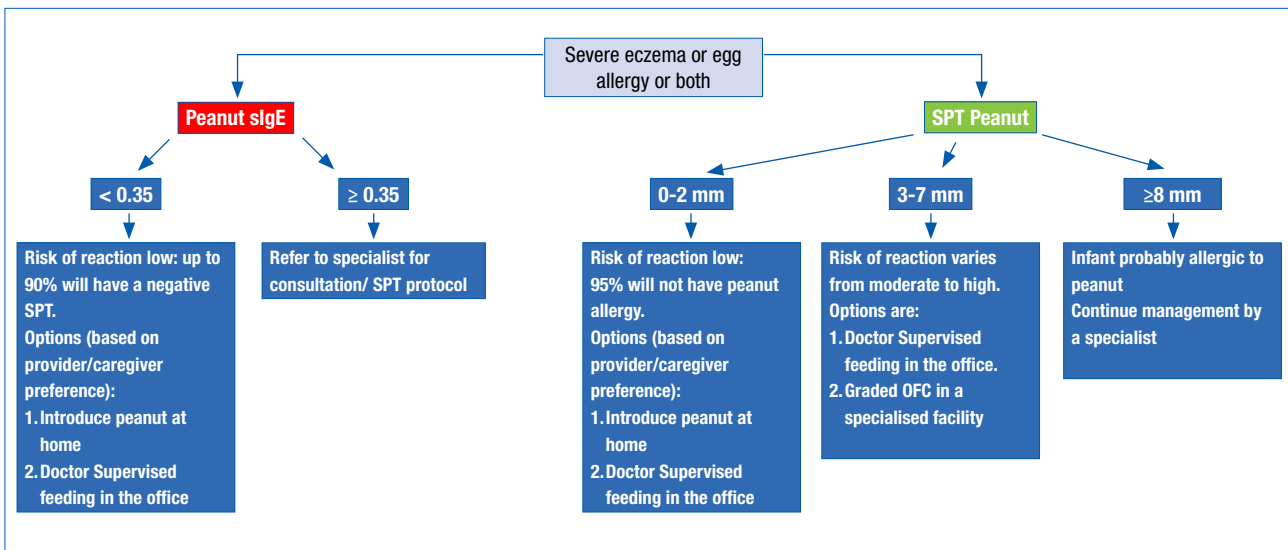 Severe eczema or egg
allergy or both
Peanut sIgE
SPT Peanut
< 0.35
≥ 0.35
0-2 mm
3-7 mm
≥8 mm
Risk of reaction low: up to
90% will have a negative
SPT.
Options (based on
provider/caregiver
preference):
1. Introduce peanut at
home
2. Doctor Supervised
feeding in the office
Refer to specialist for
consultation/ SPT protocol
Risk of reaction low:
95% will not have peanut
allergy.
Options (based on
provider/caregiver
preference):
1. Introduce peanut at
home
2. Doctor Supervised
feeding in the office
Risk of reaction varies
from moderate to high.
Options are:
1. Doctor Supervised
feeding in the office.
2. Graded OFC in a
specialised facility
Infant probably allergic to
peanut
Continue management by
a specialist